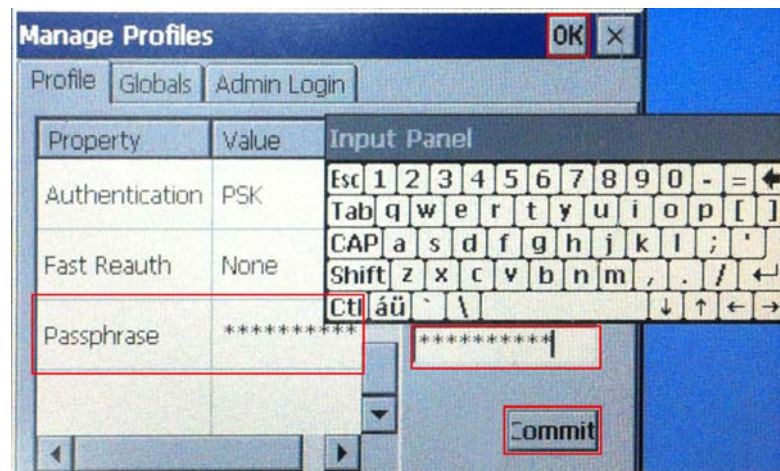 Manage Profiles OK ×
Profile Globals Admin Login
Property Value
Input Panel
Esc 1 2 3 4 5 6 7 8 9 0 - = ←
Authentication PSK
Tab q w e r t y u i o p [ ]
CAP a s d f g h j k l ; '
Fast Reauth None
Shift z x c v b n m , . / ↵
Ctl áü ` \ ↓ ↑ ← →
Passphrase **********
**********
Commit